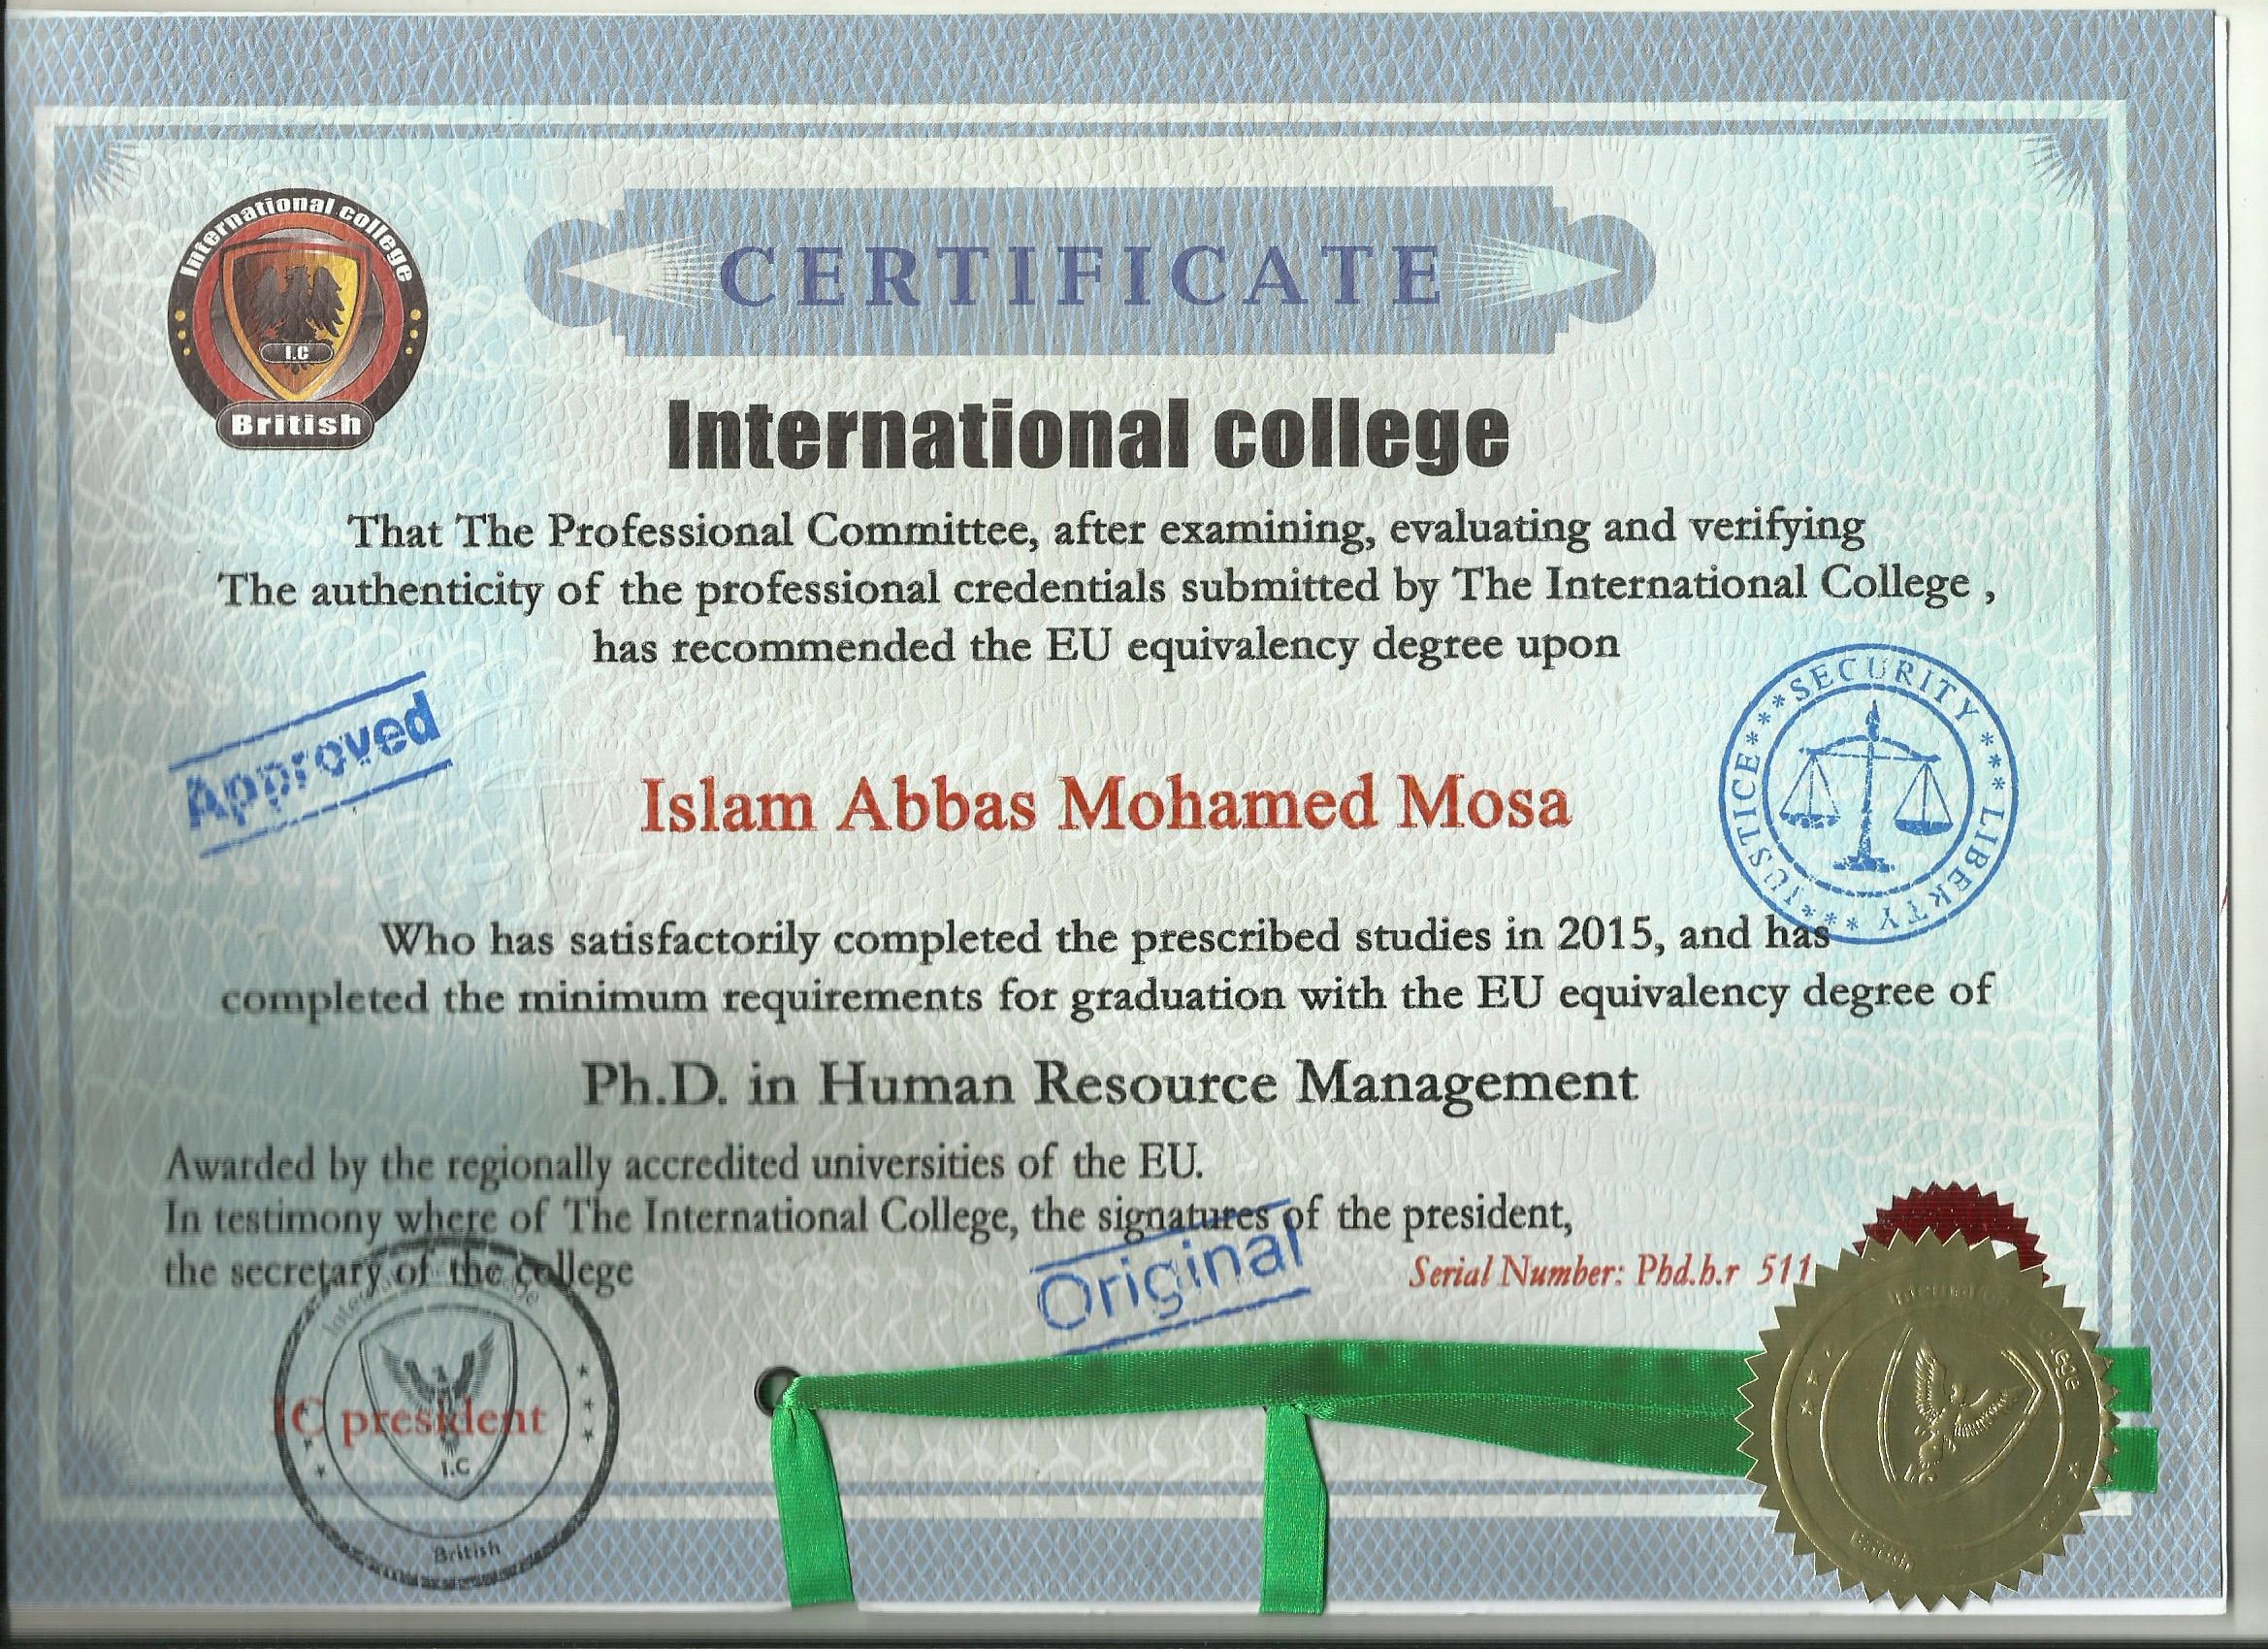 International college
I.C
British
CERTIFICATE
International college
That The Professional Committee, after examining, evaluating and verifying
The authenticity of the professional credentials submitted by The International College ,
has recommended the EU equivalency degree upon
Approved
SECURITY *** LIBERTY *** JUSTICE ***
Islam Abbas Mohamed Mosa
Who has satisfactorily completed the prescribed studies in 2015, and has
completed the minimum requirements for graduation with the EU equivalency degree of
Ph.D. in Human Resource Management
Awarded by the regionally accredited universities of the EU.
In testimony where of The International College, the signatures of the president,
the secretary of the college
Original
Serial Number: Phd.h.r 511
International College
IC president
I.C
British
International College
British